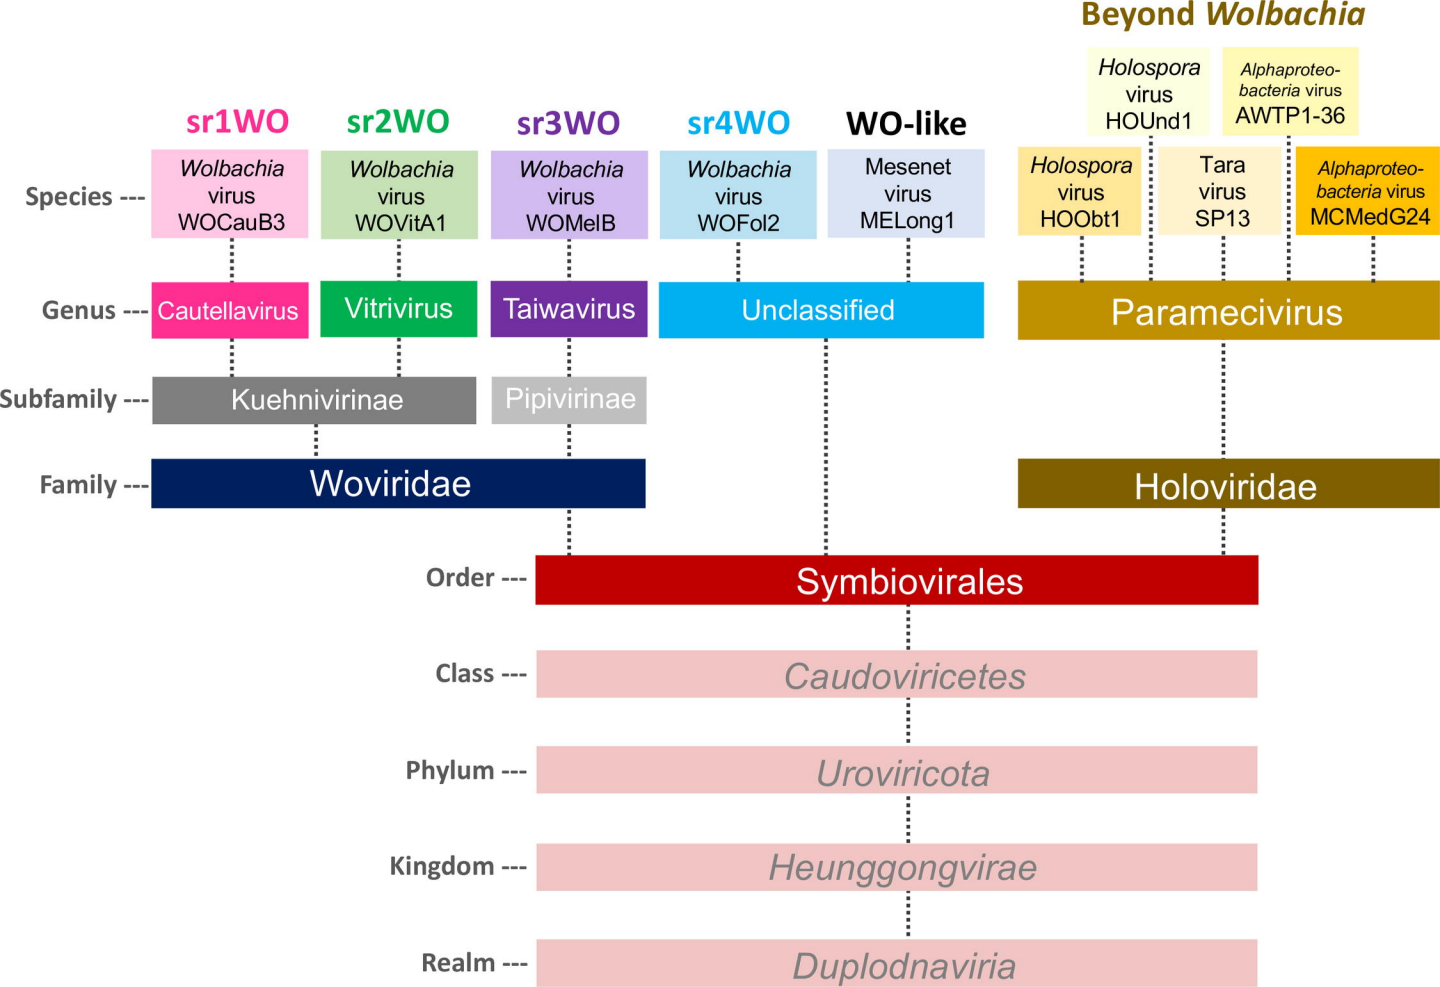 Beyond Wolbachia
sr1WO
sr2WO
sr3WO
sr4WO
WO-like
Holospora
virus
HOUnd1
Alphaproteo-
bacteria virus
AWTP1-36
Species ---
Wolbachia
virus
WOCauB3
Wolbachia
virus
WOVitA1
Wolbachia
virus
WOMelB
Wolbachia
virus
WOFol2
Mesenet
virus
MELong1
Holospora
virus
HOObt1
Tara
virus
SP13
Alphaproteo-
bacteria virus
MCMedG24
Genus ---
Cautellavirus
Vitrivirus
Taiwavirus
Unclassified
Paramecivirus
Subfamily ---
Kuehnivirinae
Pipivirinae
Family ---
Woviridae
Holoviridae
Order ---
Symbiovirales
Class ---
Caudoviricetes
Phylum ---
Uroviricota
Kingdom ---
Heunggongvirae
Realm ---
Duplodnaviria